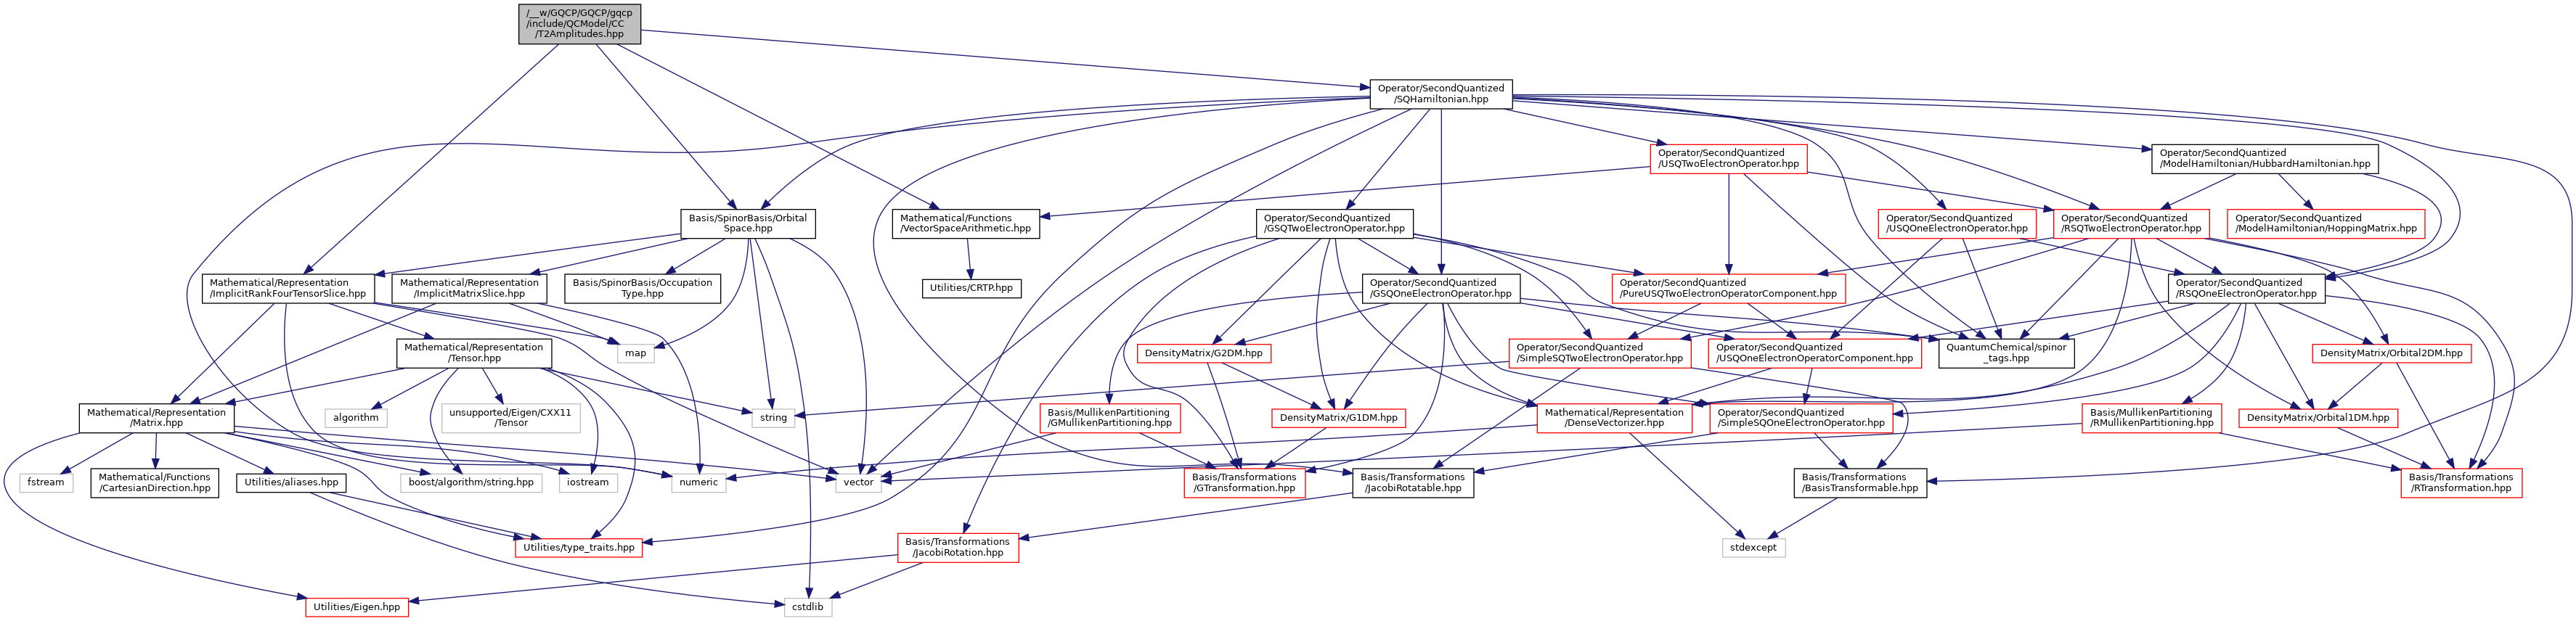 /__w/GQCP/GQCP/gqcp
/include/QCModel/CC
/T2Amplitudes.hpp
Operator/SecondQuantized
/SQHamiltonian.hpp
Operator/SecondQuantized
/USQTwoElectronOperator.hpp
Operator/SecondQuantized
/ModelHamiltonian/HubbardHamiltonian.hpp
Basis/SpinorBasis/Orbital
Space.hpp
Mathematical/Functions
/VectorSpaceArithmetic.hpp
Operator/SecondQuantized
/GSQTwoElectronOperator.hpp
Operator/SecondQuantized
/USQOneElectronOperator.hpp
Operator/SecondQuantized
/RSQTwoElectronOperator.hpp
Operator/SecondQuantized
/ModelHamiltonian/HoppingMatrix.hpp
Mathematical/Representation
/ImplicitRankFourTensorSlice.hpp
Mathematical/Representation
/ImplicitMatrixSlice.hpp
Basis/SpinorBasis/Occupation
Type.hpp
Utilities/CRTP.hpp
Operator/SecondQuantized
/GSQOneElectronOperator.hpp
Operator/SecondQuantized
/PureUSQTwoElectronOperatorComponent.hpp
Operator/SecondQuantized
/RSQOneElectronOperator.hpp
Mathematical/Representation
/Tensor.hpp
map
DensityMatrix/G2DM.hpp
Operator/SecondQuantized
/SimpleSQTwoElectronOperator.hpp
Operator/SecondQuantized
/USQOneElectronOperatorComponent.hpp
QuantumChemical/spinor
_tags.hpp
DensityMatrix/Orbital2DM.hpp
Mathematical/Representation
/Matrix.hpp
algorithm
unsupported/Eigen/CXX11
/Tensor
string
Basis/MullikenPartitioning
/GMullikenPartitioning.hpp
DensityMatrix/G1DM.hpp
Mathematical/Representation
/DenseVectorizer.hpp
Operator/SecondQuantized
/SimpleSQOneElectronOperator.hpp
Basis/MullikenPartitioning
/RMullikenPartitioning.hpp
DensityMatrix/Orbital1DM.hpp
fstream
Mathematical/Functions
/CartesianDirection.hpp
Utilities/aliases.hpp
boost/algorithm/string.hpp
iostream
numeric
vector
Basis/Transformations
/GTransformation.hpp
Basis/Transformations
/JacobiRotatable.hpp
Basis/Transformations
/BasisTransformable.hpp
Basis/Transformations
/RTransformation.hpp
Utilities/type_traits.hpp
Basis/Transformations
/JacobiRotation.hpp
stdexcept
Utilities/Eigen.hpp
cstdlib